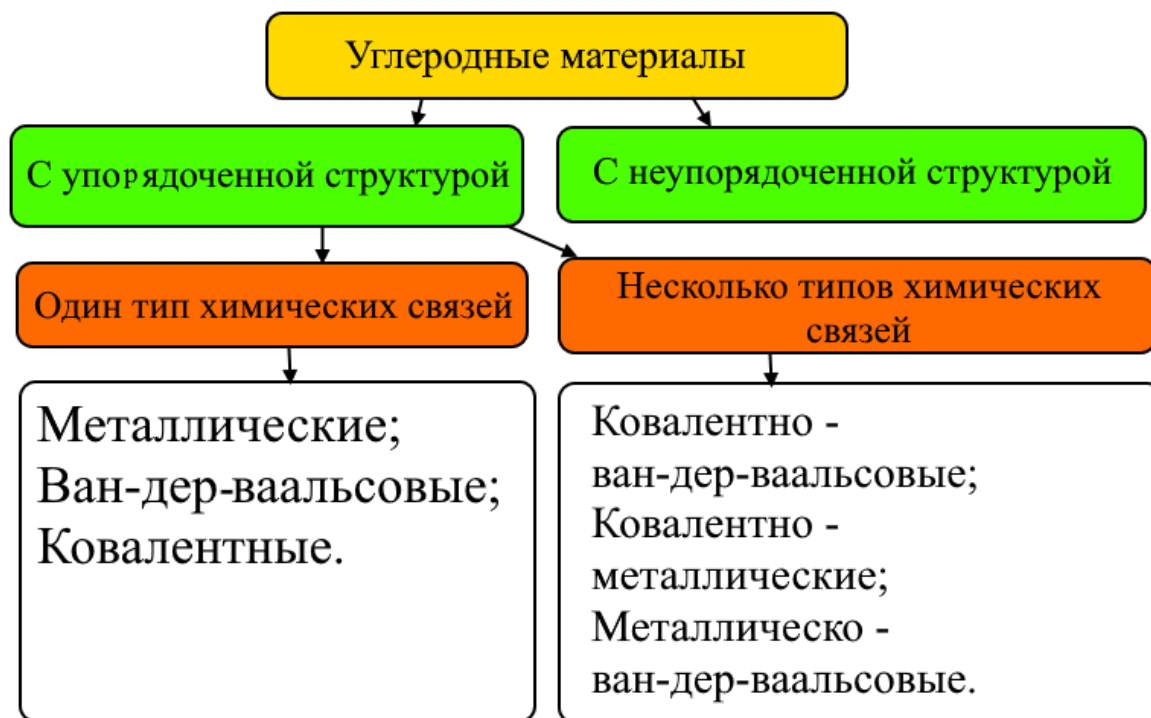 Углеродные материалы
С упорядоченной структурой
С неупорядоченной структурой
Один тип химических связей
Несколько типов химических
связей
Металлические;
Ван-дер-ваальсовые;
Ковалентные.
Ковалентно -
ван-дер-ваальсовые;
Ковалентно -
металлические;
Металлическо -
ван-дер-ваальсовые.